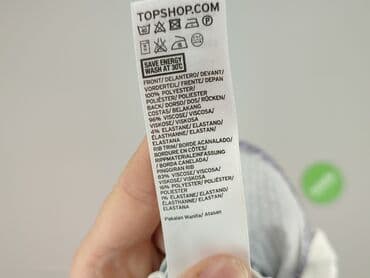 TOPSHOP.COM
SAVE ENERGY
WASH AT 30°C
FRONT/ DELANTERO/ DEVANT/
VORDERTEIL/ FRENTE/ DEPAN
100% POLYESTER/
POLIÉSTER/ POLIESTER
BACK/ DORSO/ DOS/ RÜCKEN/
COSTAS/ BELAKANG
96% VISCOSE/ VISCOSA/
VISKOSE/ VISKOSA
4% ELASTANE/ ELASTANO/
ÉLASTHANNE/ ELASTAN/
ELASTANA
RIB TRIM/ BORDE ACANALADO/
BORDURE EN CÔTES/
RIPPMATERIALEINFASSUNG
/ BORDA CANELADA/
PINGGIRAN RIB
83% VISCOSE/ VISCOSA/
VISKOSE/ VISKOSA
16% POLYESTER/ POLIÉSTER/
POLIESTER
1% ELASTANE/ ELASTANO/
ÉLASTHANNE/ ELASTAN/
ELASTANA
Pakaian Wanita/ Atasan